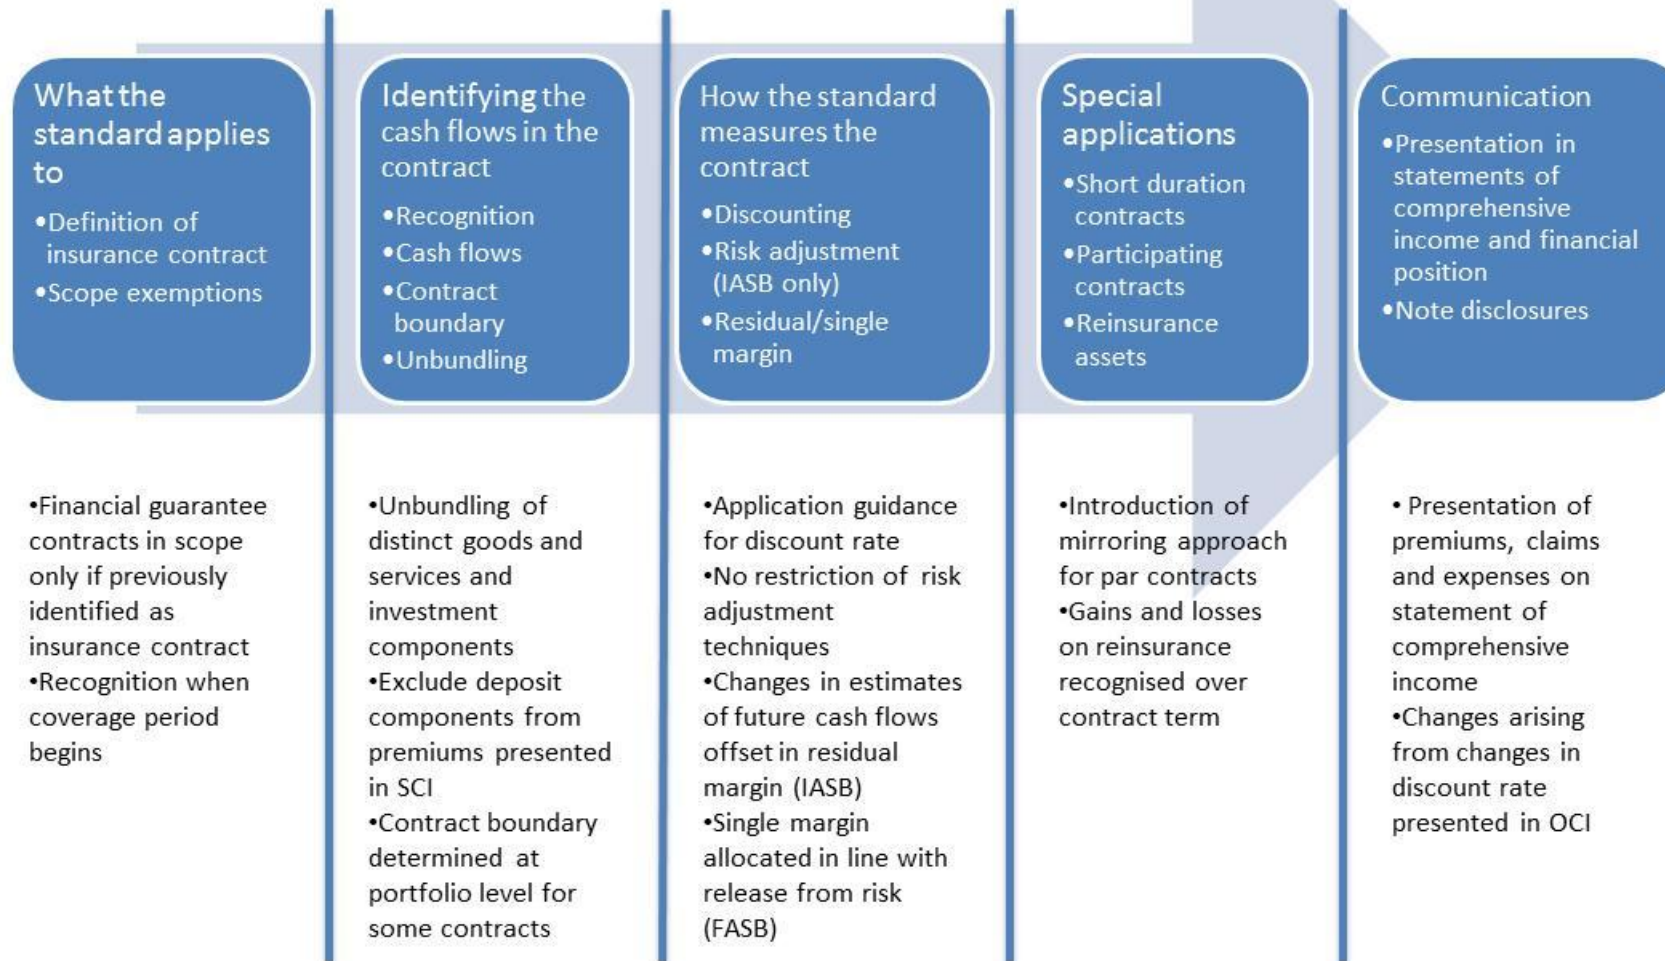 What the
standard applies
to
•Definition of
insurance contract
•Scope exemptions
Identifying the
cash flows in the
contract
•Recognition
•Cash flows
•Contract
boundary
•Unbundling
How the standard
measures the
contract
•Discounting
•Risk adjustment
(IASB only)
•Residual/single
margin
Special
applications
•Short duration
contracts
•Participating
contracts
•Reinsurance
assets
Communication
•Presentation in
statements of
comprehensive
income and financial
position
•Note disclosures
•Financial guarantee
contracts in scope
only if previously
identified as
insurance contract
•Recognition when
coverage period
begins
•Unbundling of
distinct goods and
services and
investment
components
•Exclude deposit
components from
premiums presented
in SCI
•Contract boundary
determined at
portfolio level for
some contracts
•Application guidance
for discount rate
•No restriction of risk
adjustment
techniques
•Changes in estimates
of future cash flows
offset in residual
margin (IASB)
•Single margin
allocated in line with
release from risk
(FASB)
•Introduction of
mirroring approach
for par contracts
•Gains and losses
on reinsurance
recognised over
contract term
• Presentation of
premiums, claims
and expenses on
statement of
comprehensive
income
•Changes arising
from changes in
discount rate
presented in OCI